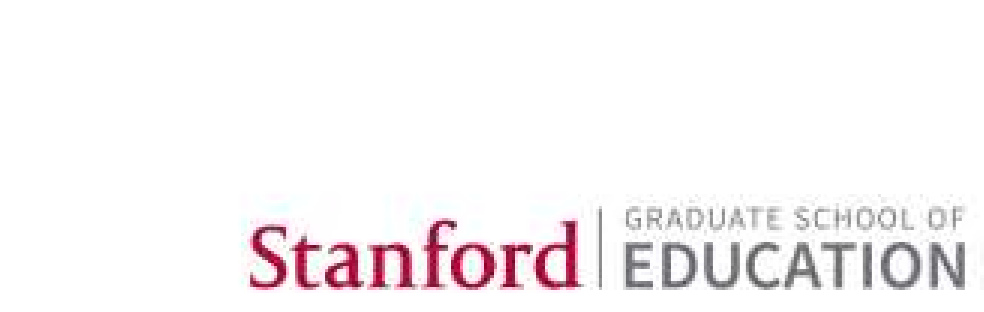 Stanford
GRADUATE SCHOOL OF
EDUCATION